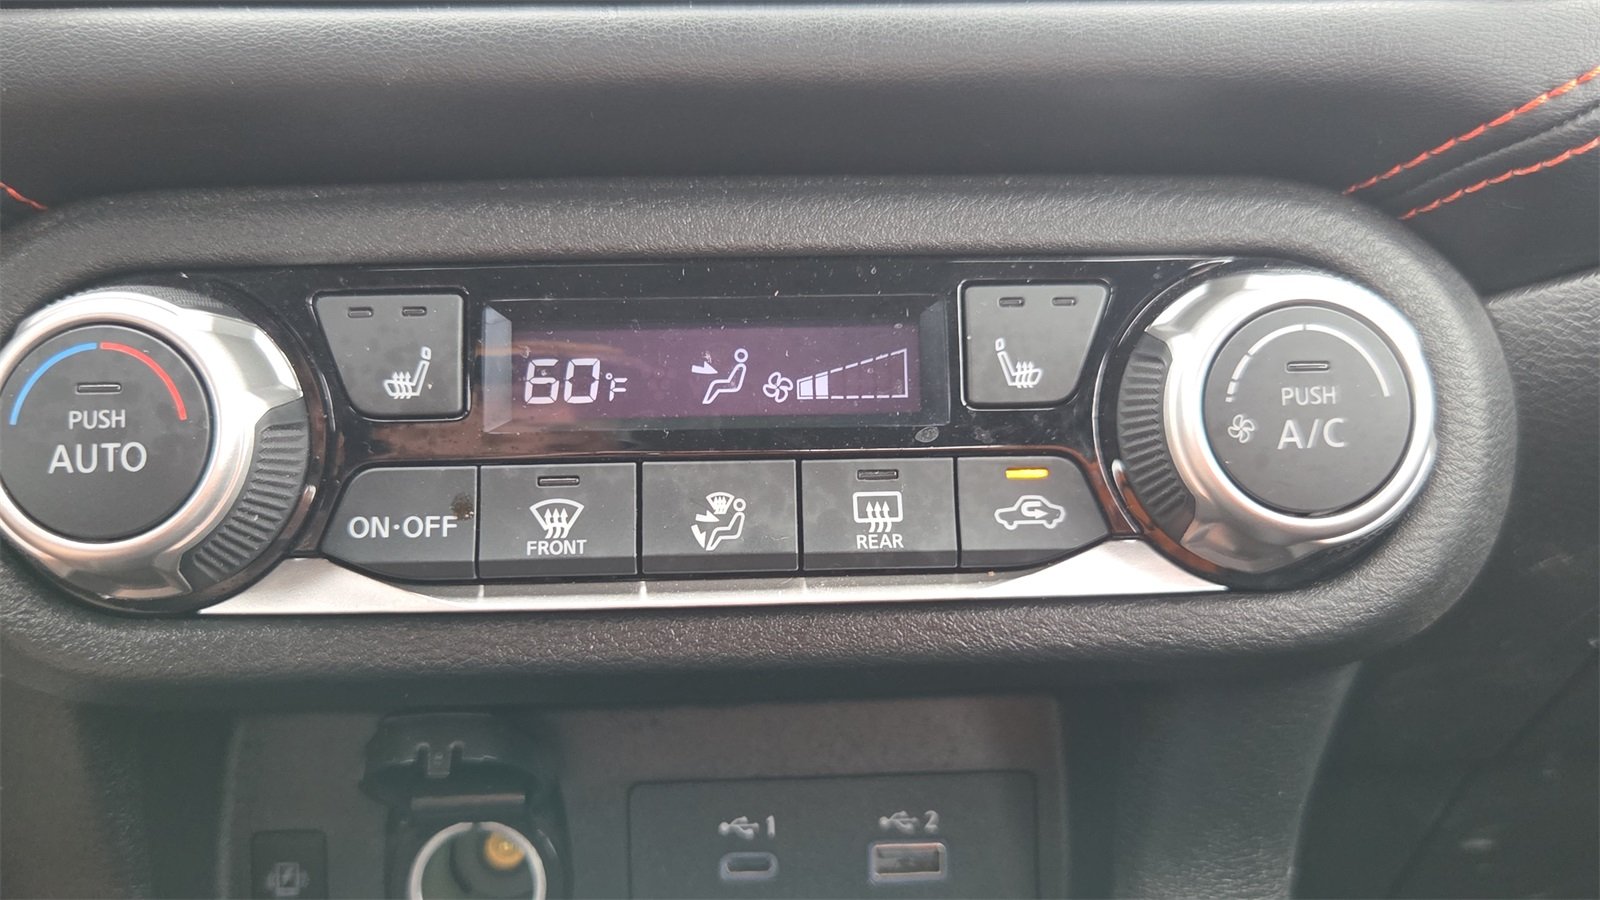 60°F
PUSH
AUTO
PUSH
A/C
ON·OFF
FRONT
REAR
1
2